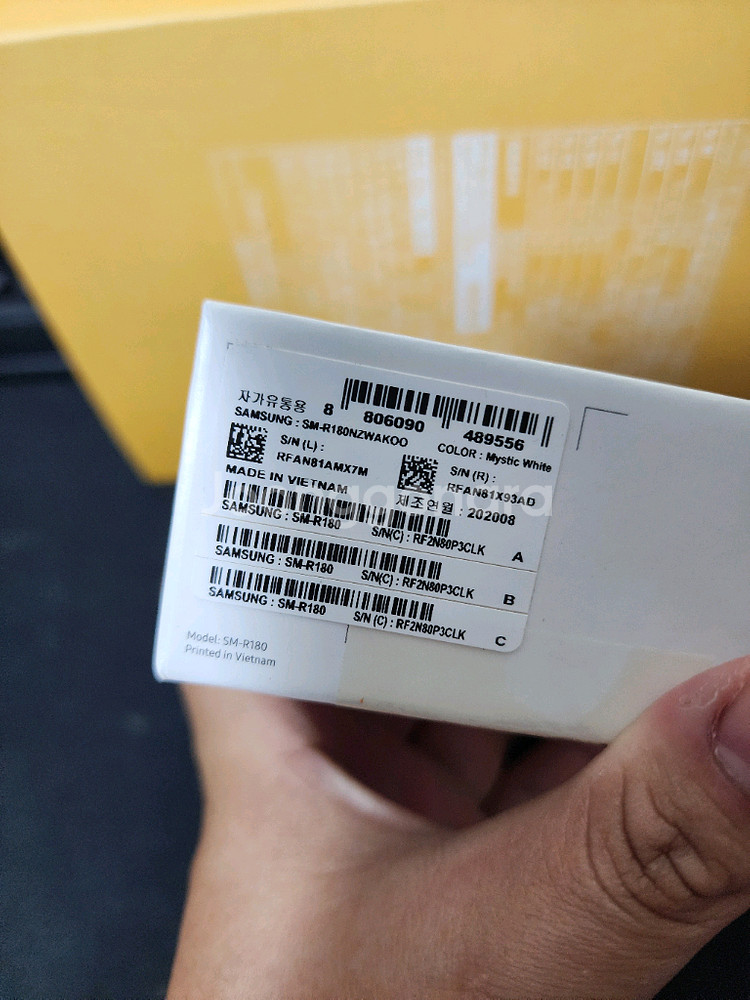 자가유통용
8 806090 489556
SAMSUNG : SM-R180NZWAKOO COLOR : Mystic White
S/N (L) : S/N (R) :
RFAN81AMX7M RFAN81X93AD
MADE IN VIETNAM 제조연월 : 202008
Joonggonara
SAMSUNG : SM-R180 S/N(C) : RF2N80P3CLK A
SAMSUNG : SM-R180 S/N(C) : RF2N80P3CLK B
SAMSUNG : SM-R180 S/N (C) : RF2N80P3CLK C
Model: SM-R180
Printed in Vietnam